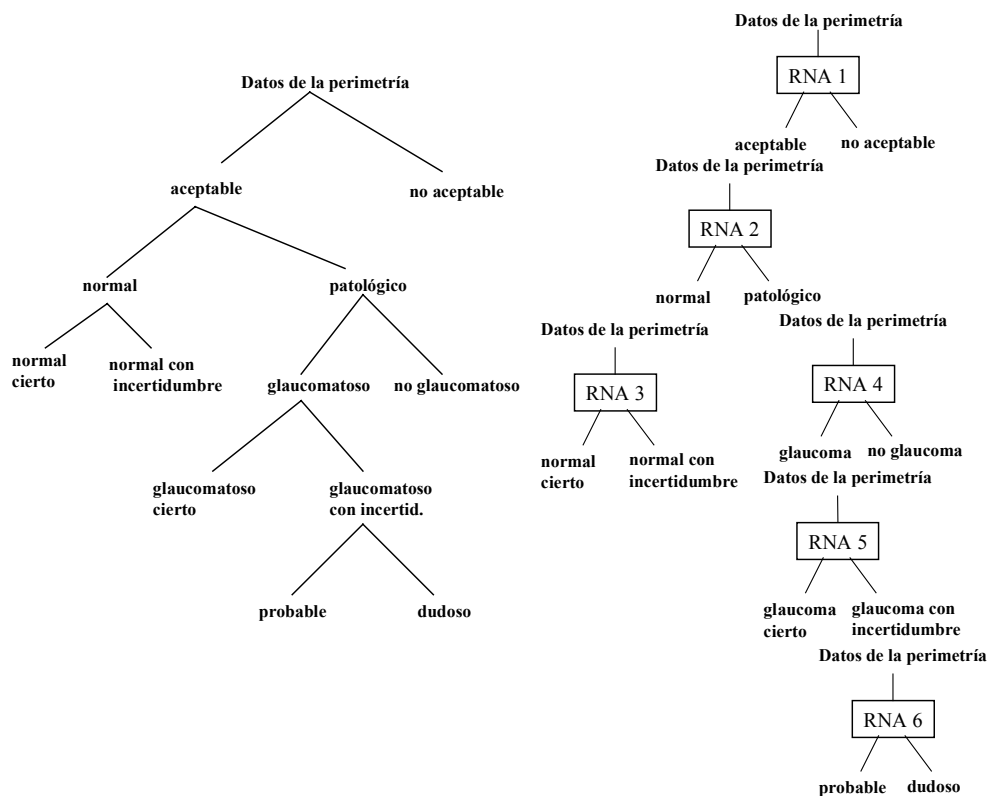 Datos de la perimetría
aceptable
no aceptable
normal
patológico
normal
cierto
normal con
incertidumbre
glaucomatoso
no glaucomatoso
glaucomatoso
cierto
glaucomatoso
con incertid.
probable
dudoso
Datos de la perimetría
RNA 1
aceptable
no aceptable
Datos de la perimetría
RNA 2
normal
patológico
Datos de la perimetría
RNA 3
normal
cierto
normal con
incertidumbre
Datos de la perimetría
RNA 4
glaucoma
no glaucoma
Datos de la perimetría
RNA 5
glaucoma
cierto
glaucoma con
incertidumbre
Datos de la perimetría
RNA 6
probable
dudoso